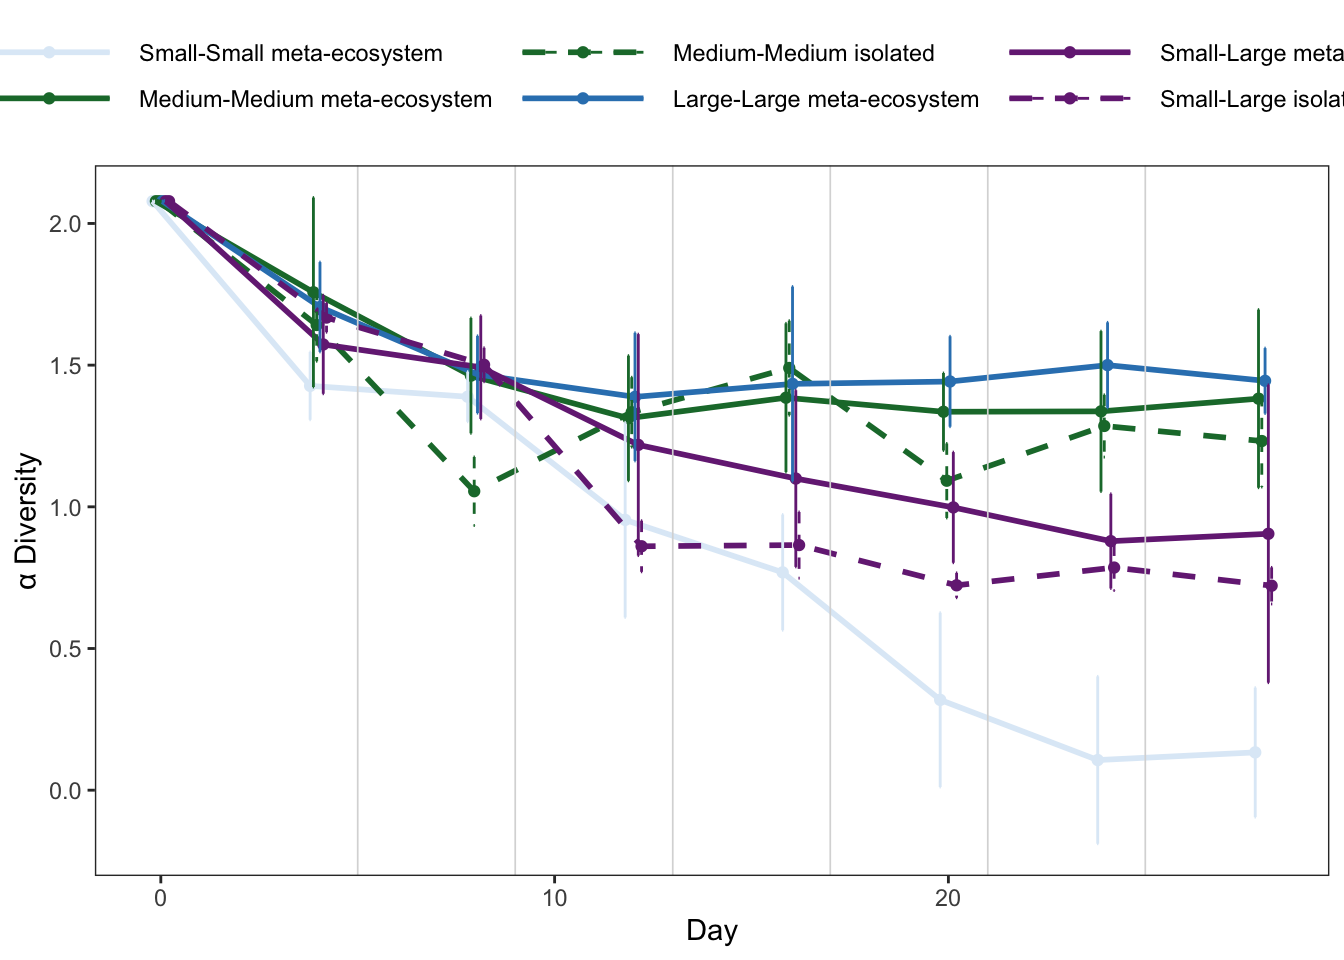 Small-Small meta-ecosystem Medium-Medium isolated Small-Large meta
Medium-Medium meta-ecosystem Large-Large meta-ecosystem Small-Large
2.0
1.5
1.0
0.5
0.0
α Diversity
0 10 20
Day